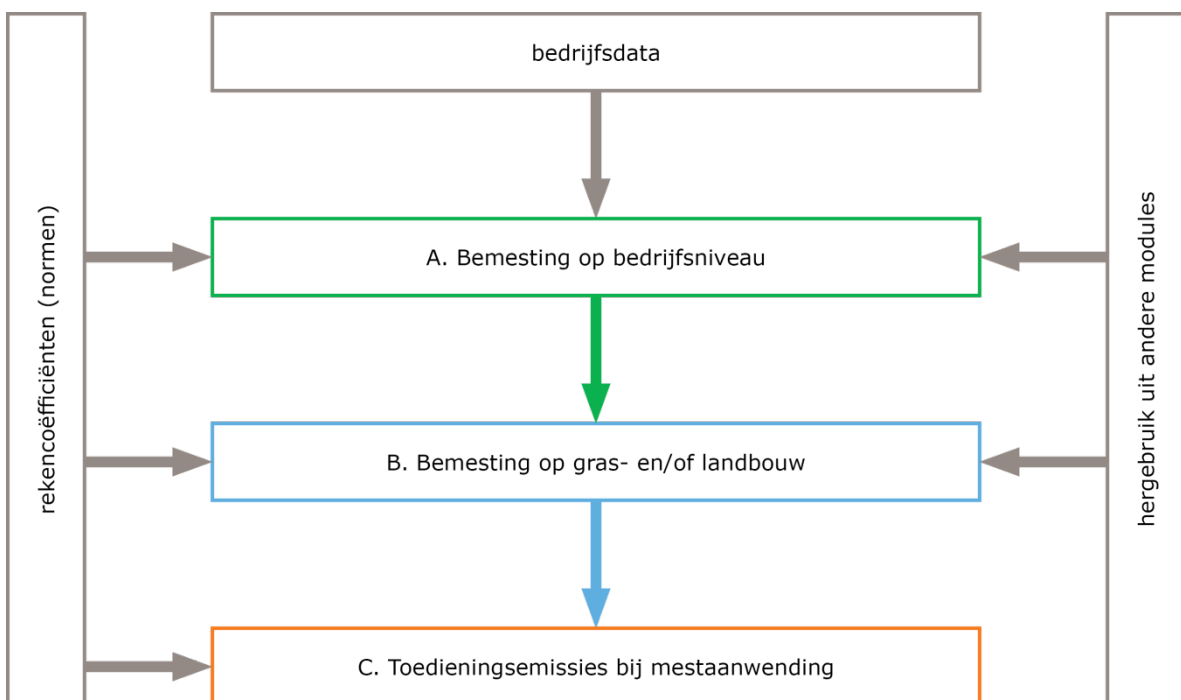 bedrijfsdata
rekencoëfficiënten (normen)
A. Bemesting op bedrijfsniveau
hergebruik uit andere modules
B. Bemesting op gras- en/of landbouw
C. Toedieningsemissies bij mestaanwending